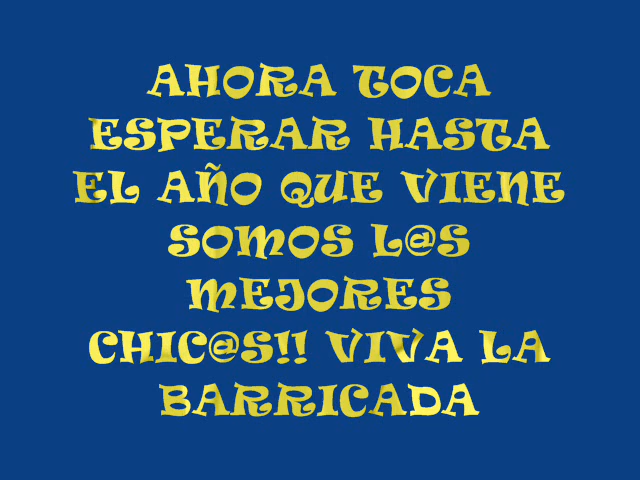 AHORA TOCA
ESPERAR HASTA
EL AÑO QUE VIENE
SOMOS L@S
MEJORES
CHIC@S!! VIVA LA
BARRICADA